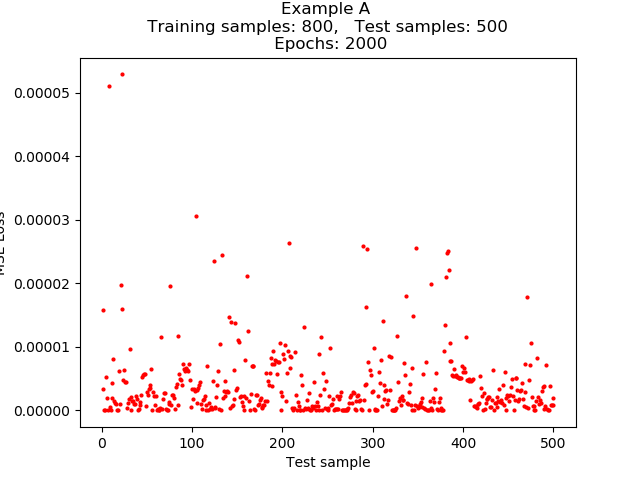 Example A
Training samples: 800,   Test samples: 500
Epochs: 2000
0.00005
0.00004
0.00003
0.00002
0.00001
0.00000
MSE Loss
0 100 200 300 400 500
Test sample